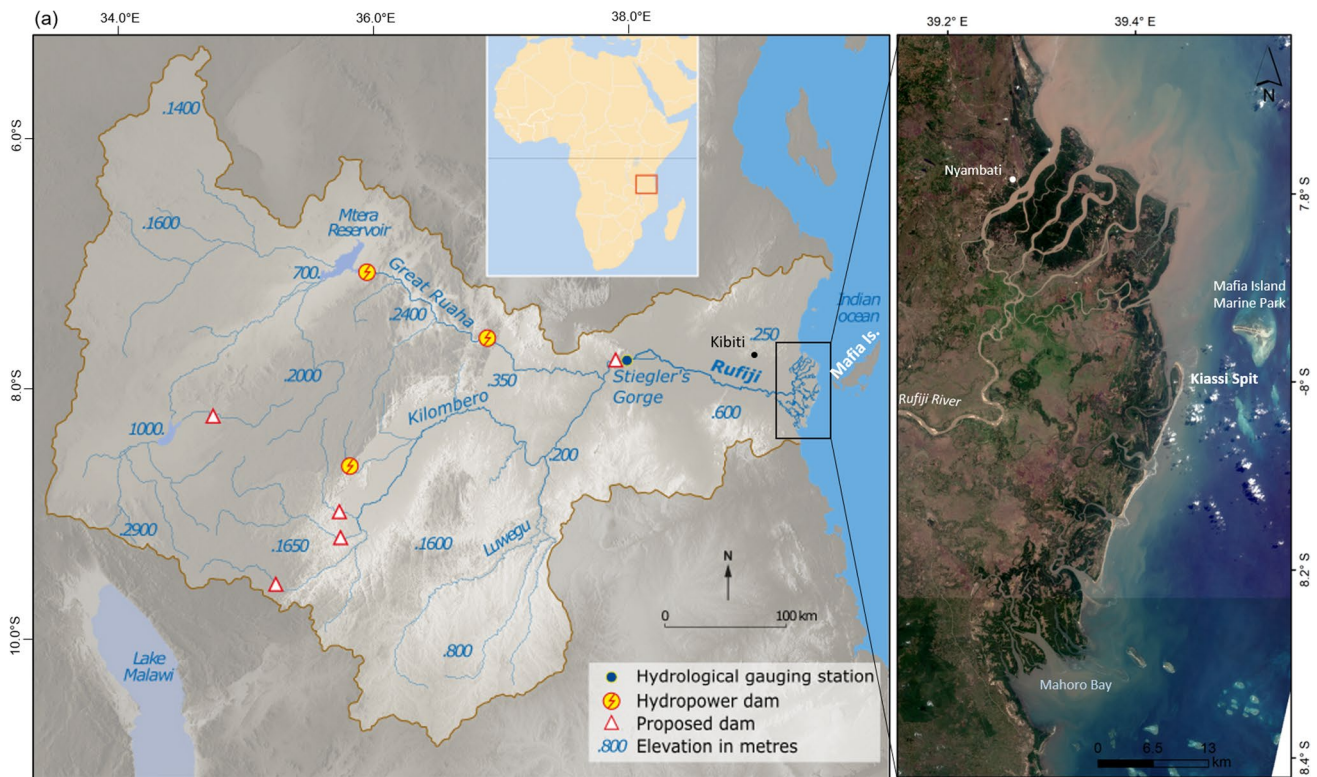 (a)
34.0°E
36.0°E
38.0°E
39.2° E
39.4° E
6.0°S
8.0°S
10.0°S
.1400
.1600
Mtera
Reservoir
700.
Great Ruaha
.2400
.2000
.350
Kilombero
1000.
.2900
.1650
.1600
Luwegu
.200
.800
Stiegler's
Gorge
Kibiti
.250
Rufiji
.600
Indian
ocean
Mafia Is.
Lake
Malawi
N
0
100 km
Hydrological gauging station
Hydropower dam
Proposed dam
.800 Elevation in metres
N
Nyambati
Mafia Island
Marine Park
Kiassi Spit
Rufiji River
Mahoro Bay
0
6.5
13
km
7.8°S
-8°S
8.2°S
8.4°S